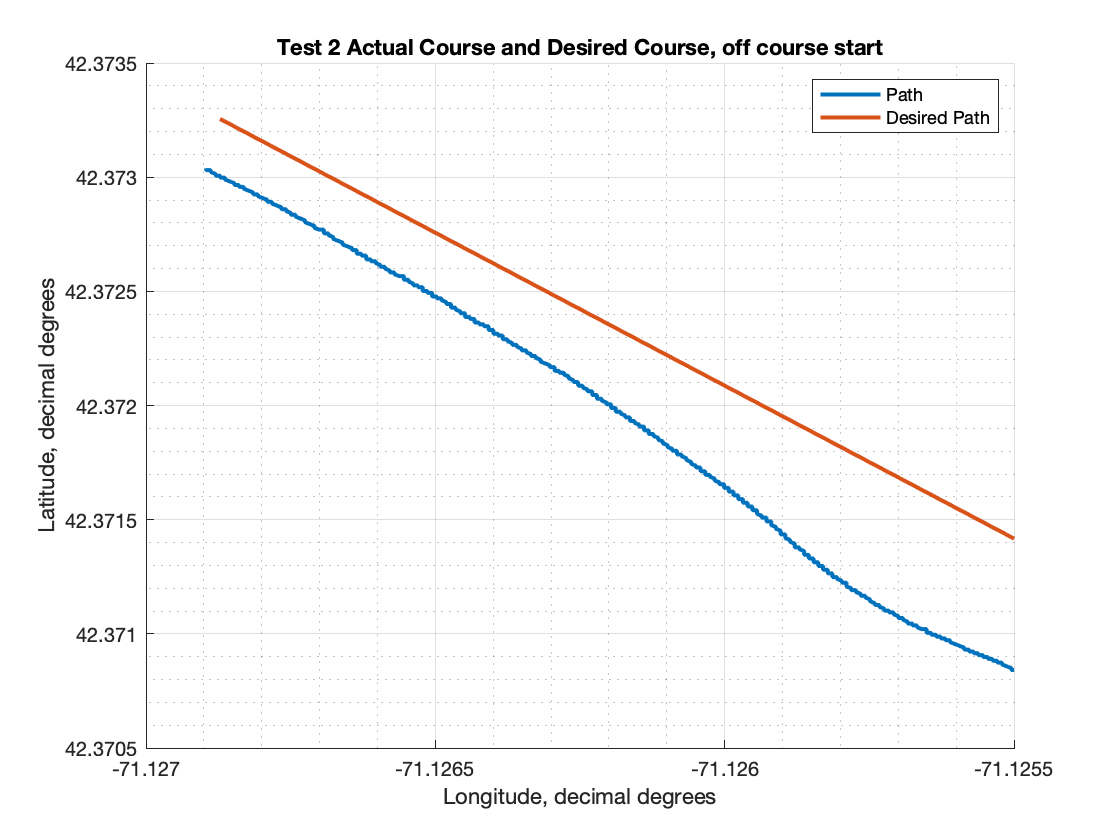 Test 2 Actual Course and Desired Course, off course start
42.3735
Path
Desired Path
42.373
42.3725
42.372
42.3715
42.371
42.3705
Latitude, decimal degrees
-71.127
-71.1265
-71.126
-71.1255
Longitude, decimal degrees